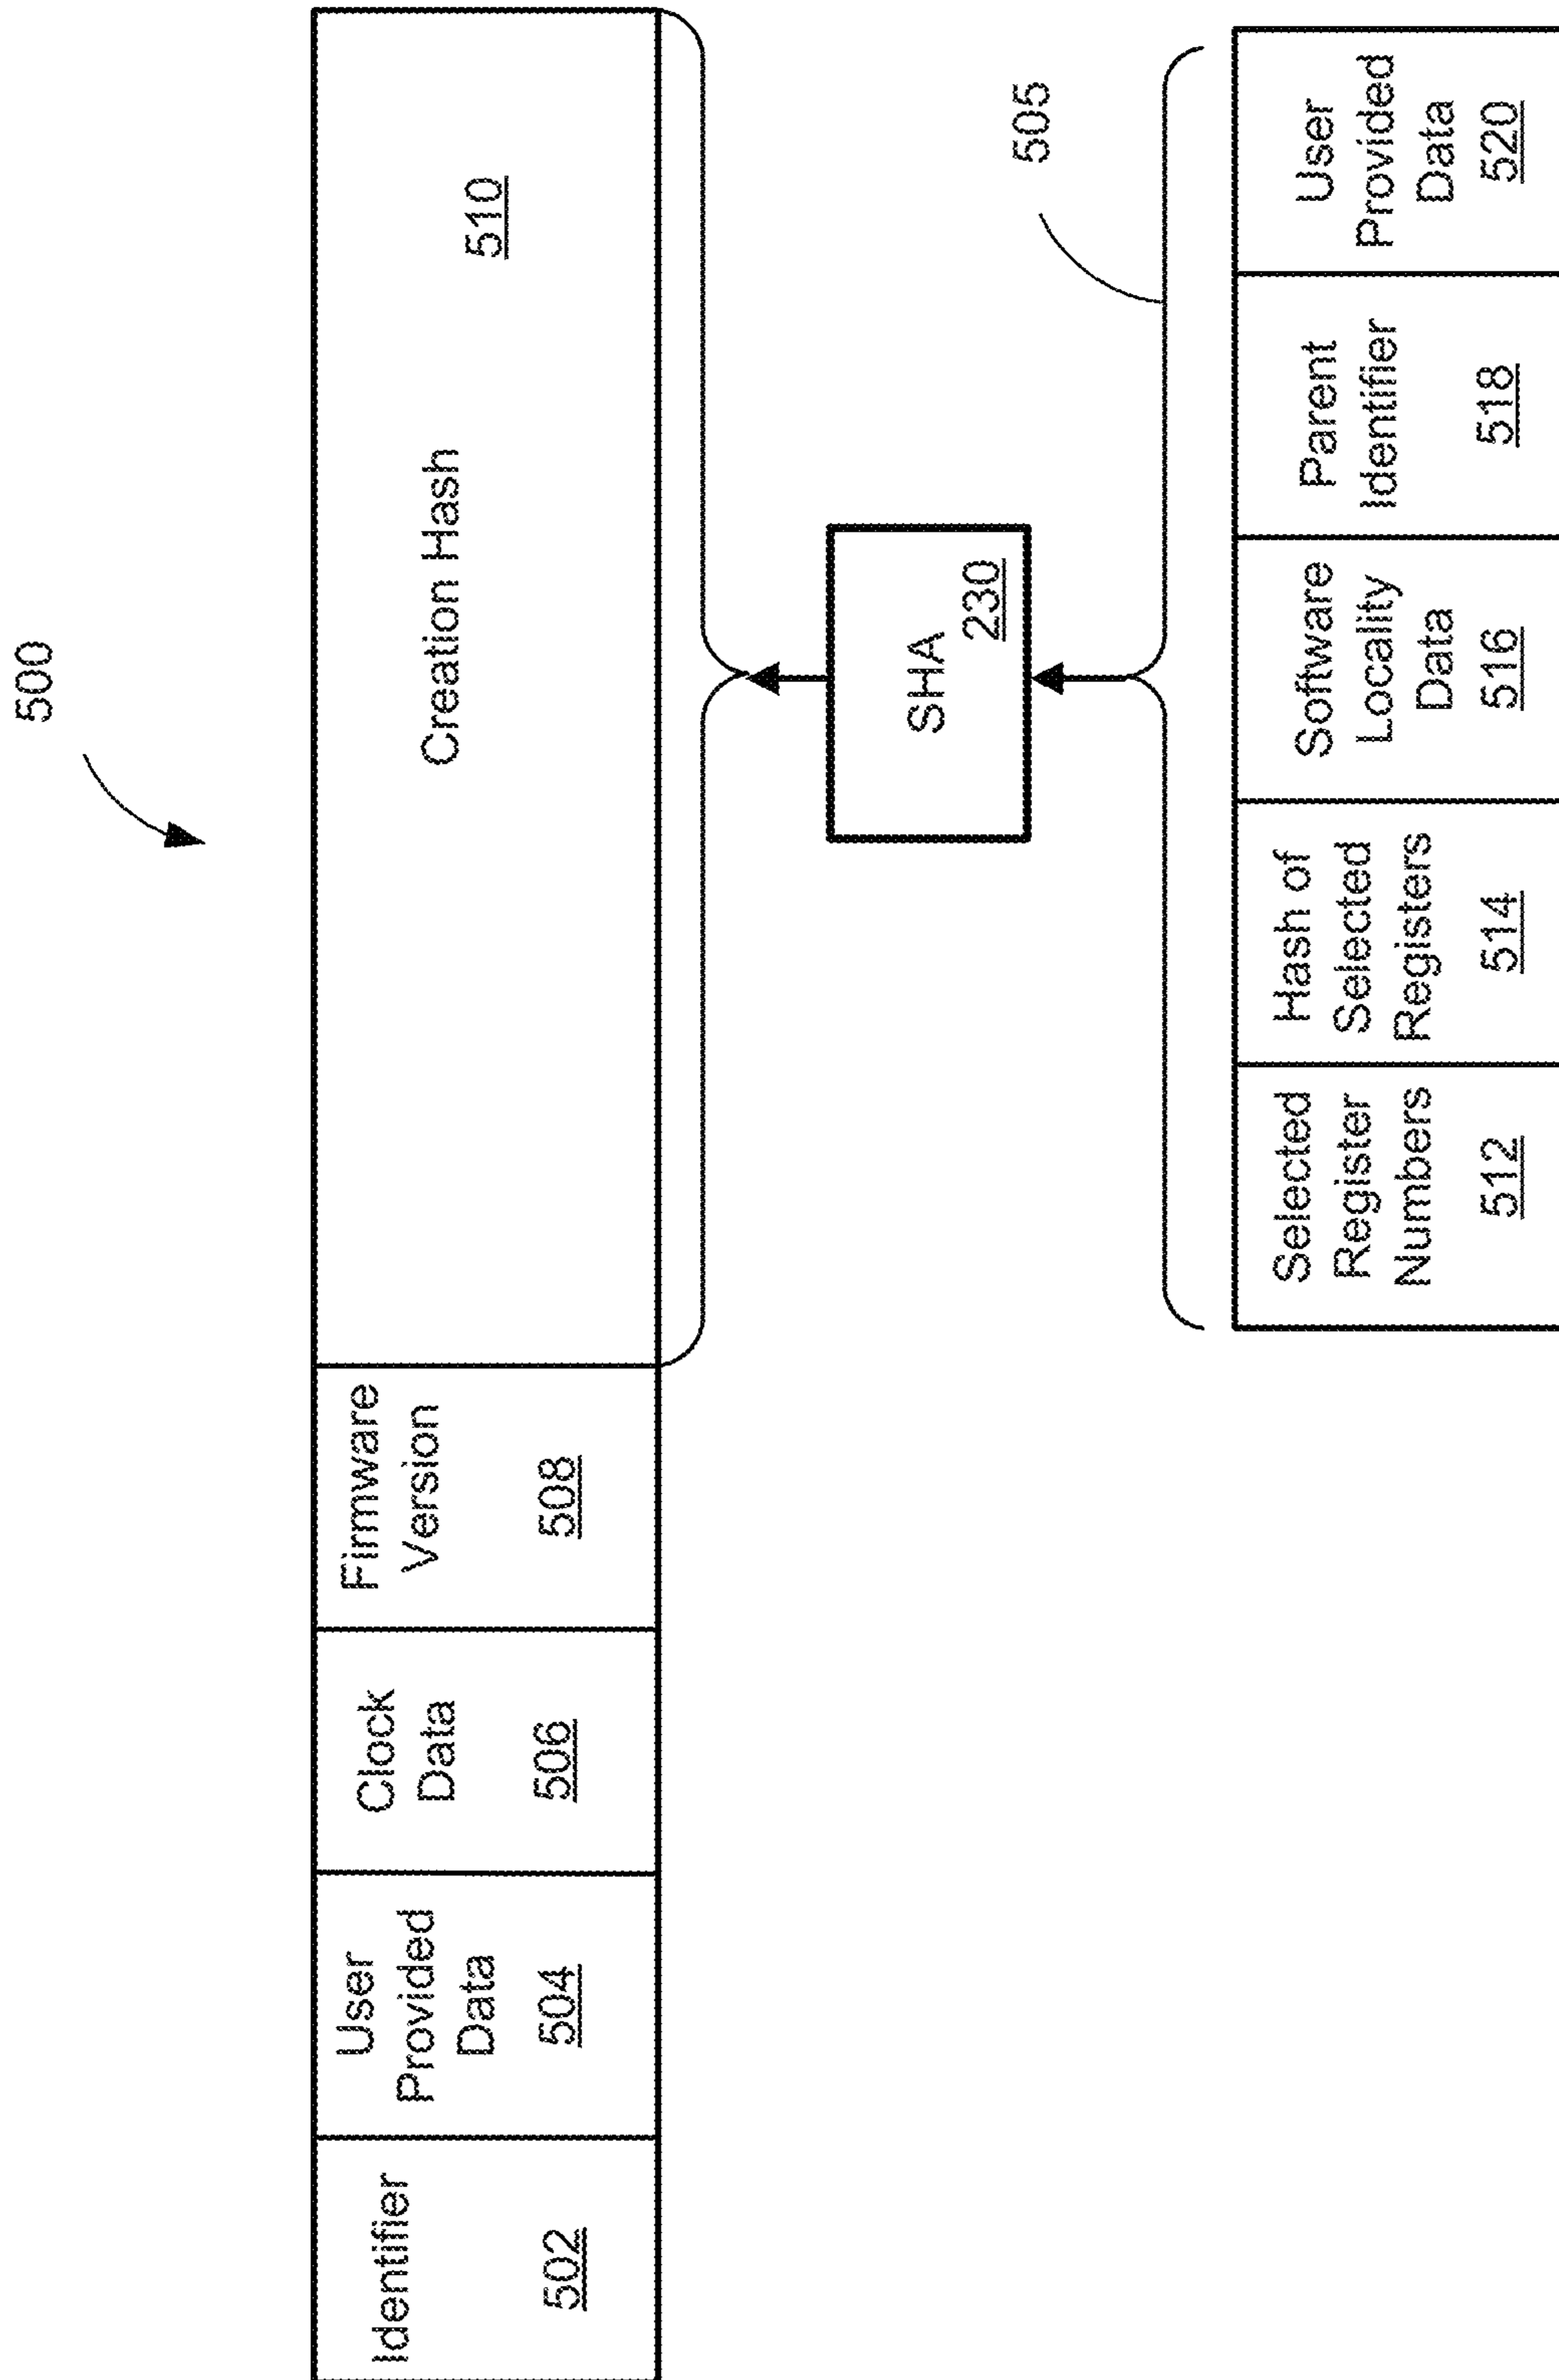 500
Identifier
502
User
Provided
Data
504
Clock
Data
506
Firmware
Version
508
Creation Hash
510
SHA
230
505
Selected
Register
Numbers
512
Hash of
Selected
Registers
514
Software
Locality
Data
516
Parent
Identifier
518
User
Provided
Data
520